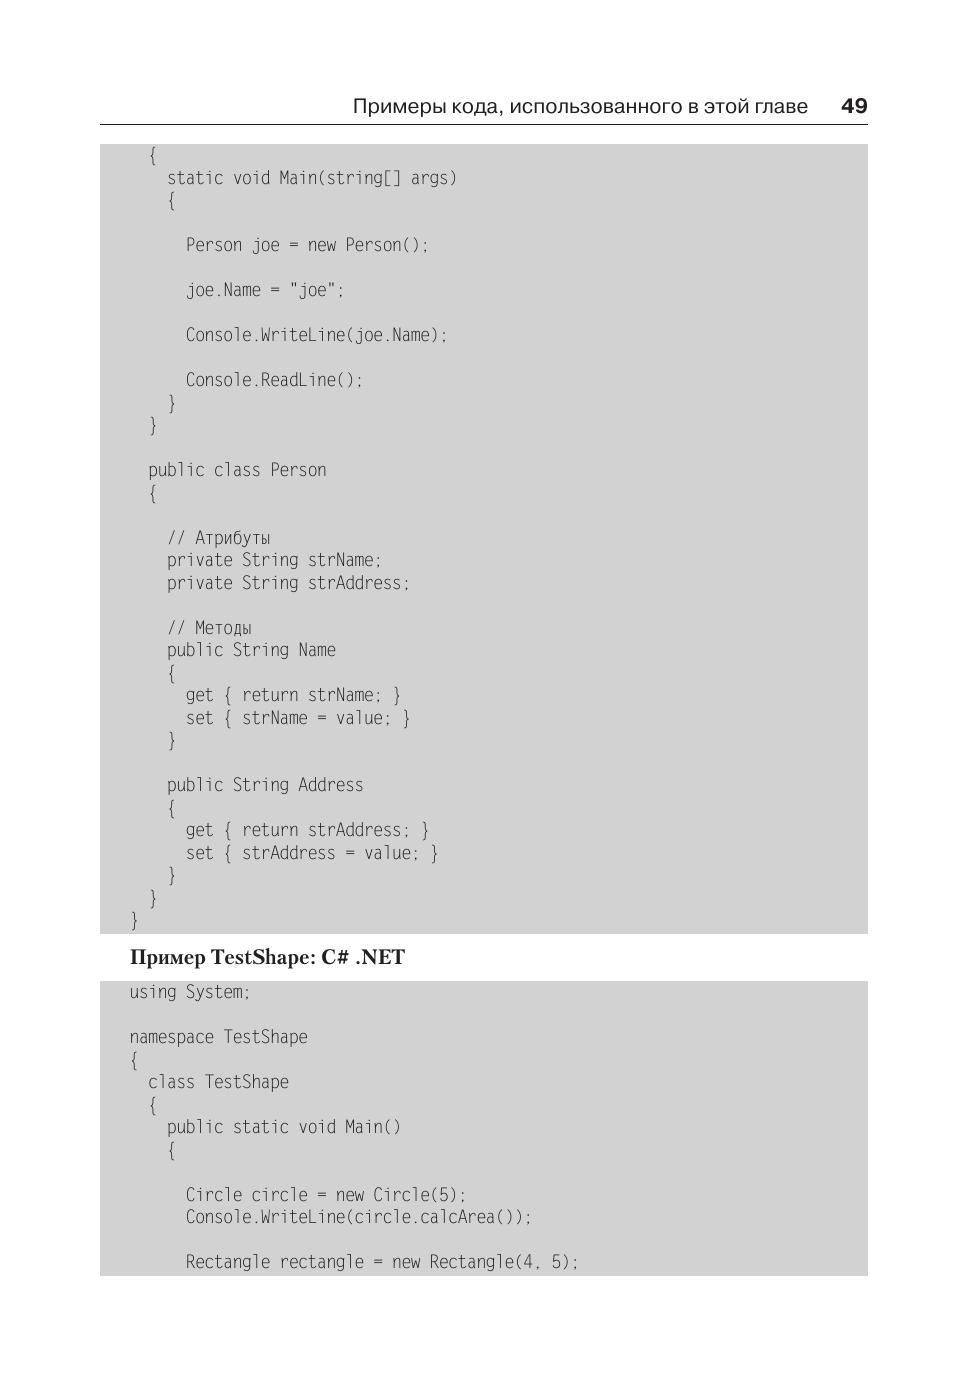 Примеры кода, использованного в этой главе 49
{
static void Main(string[] args)
{
Person joe = new Person();
joe.Name = "joe";
Console.WriteLine(joe.Name);
Console.ReadLine();
}
}
public class Person
{
// Атрибуты
private String strName;
private String strAddress;
// Методы
public String Name
{
get { return strName; }
set { strName = value; }
}
public String Address
{
get { return strAddress; }
set { strAddress = value; }
}
}
}
Пример TestShape: C# .NET
using System;
namespace TestShape
{
class TestShape
{
public static void Main()
{
Circle circle = new Circle(5);
Console.WriteLine(circle.calcArea());
Rectangle rectangle = new Rectangle(4, 5);